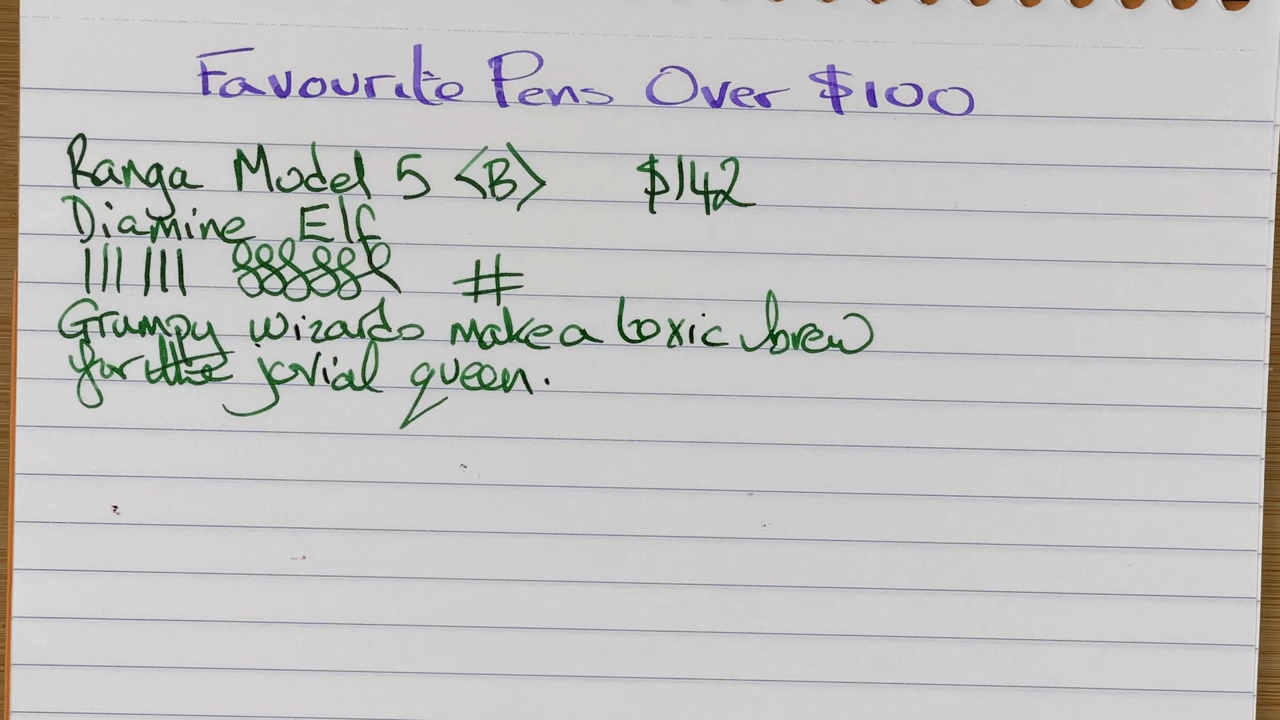 Favourite Pens Over $100
Ranga Model 5 <B> $142
Diamine Elf
||| ||| #
Grumpy wizards make a toxic brew
for the jovial queen.